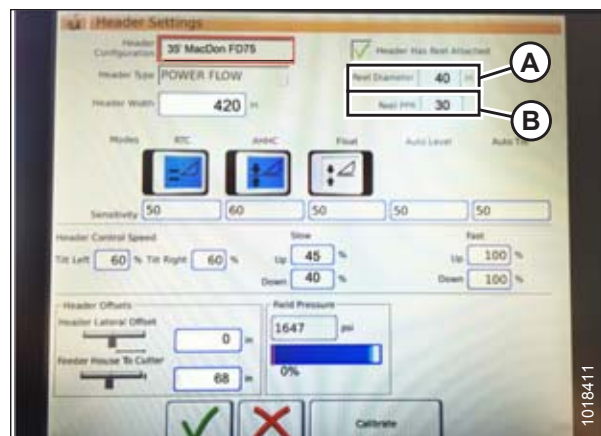 Header Settings
Header Configuration
35' MacDon FD75
Header Has Reel Attached
Header Type
POWER FLOW
Reel Diameter
40
in
A
Header Width
420
in
Reel PPR
30
B
Modes
RTC
AHHC
Float
Auto Level
Auto Tilt
Sensitivity
50
60
50
50
50
Header Control Speed
Slow
Fast
Tilt Left
60 %
Tilt Right
60 %
Up
45 %
Up
100 %
Down
40 %
Down
100 %
Header Offsets
Header Lateral Offset
0
in
Feeder House To Cutter
68
in
Field Pressure
1647
psi
0%
Calibrate
1018411